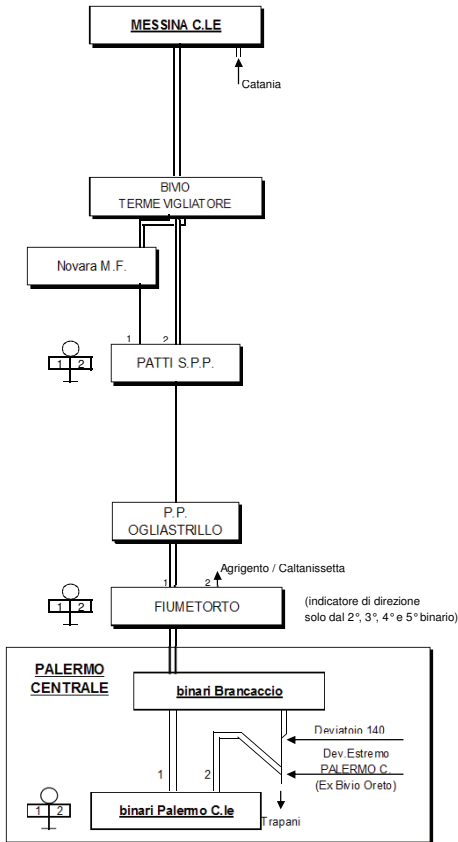 MESSINA C.LE
Catania
BIVIO
TERME VIGLIATORE
Novara M.F.
1 2
1 2
PATTI S.P.P.
P.P.
OGLIASTRILLO
Agrigento / Caltanissetta
1 2
1 2
FIUMETORTO
(indicatore di direzione
solo dal 2°, 3°, 4° e 5° binario)
PALERMO
CENTRALE
binari Brancaccio
Deviatoio 140
Dev.Estremo
PALERMO C.
(Ex Bivio Oreto)
1 2
1 2
binari Palermo C.le
Trapani